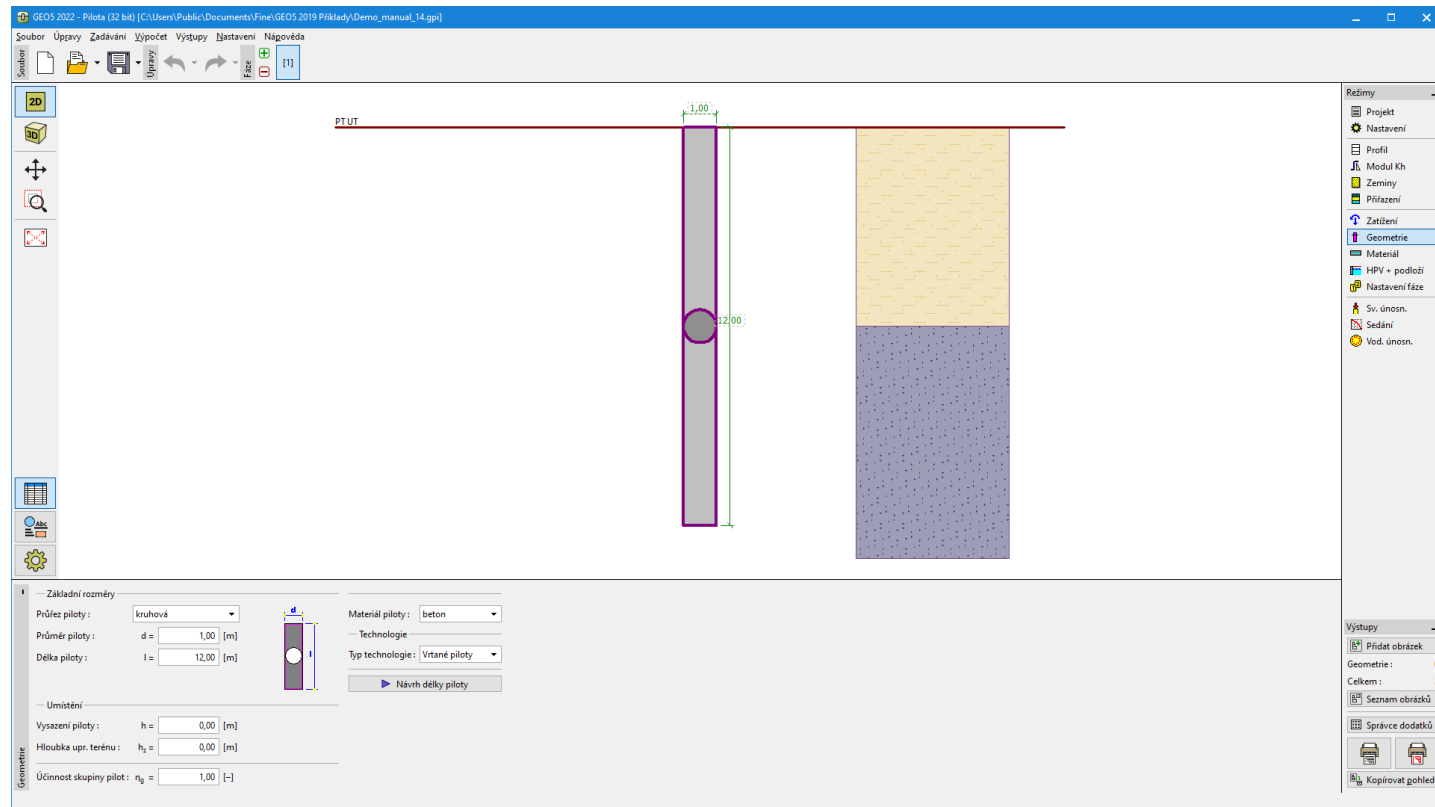 GEO5 2022 - Pilota (32 bit) [C:\Users\Public\Documents\Fine\GEO5 2019 Příklady\Demo_manual_14.gpi]
Soubor Úpravy Zadávání Výpočet Výstupy Nastavení Nápověda
Soubor
Úpravy
Fáze
[1]
2D
3D
PT UT
1,00
12,00
Abc
Režimy
Projekt
Nastavení
Profil
Modul Kh
Zeminy
Přiřazení
Zatížení
Geometrie
Materiál
HPV + podloží
Nastavení fáze
Sv. únosn.
Sedání
Vod. únosn.
Geometrie
Základní rozměry
Průřez piloty : kruhová
Průměr piloty : d = 1,00 [m]
Délka piloty : l = 12,00 [m]
d
l
Umístění
Vysazení piloty : h = 0,00 [m]
Hloubka upr. terénu : hz = 0,00 [m]
Účinnost skupiny pilot : ηg = 1,00 [–]
Materiál piloty : beton
Technologie
Typ technologie : Vrtané piloty
Návrh délky piloty
Výstupy
Přidat obrázek
Geometrie :
Celkem :
Seznam obrázků
Správce dodatků
Kopírovat pohled